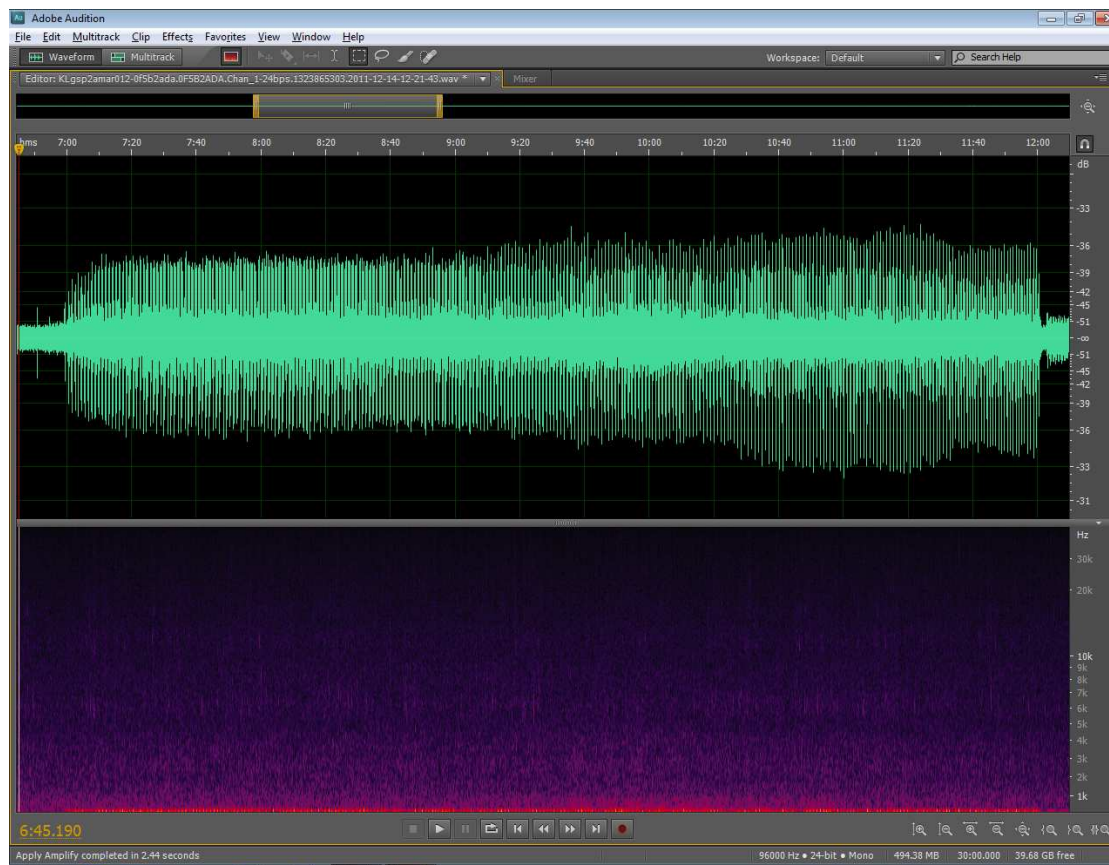 Au Adobe Audition
File Edit Multitrack Clip Effects Favorites View Window Help
Waveform Multitrack Workspace: Default Search Help
Editor: KLgsp2amar012-0f5b2ada.0F5B2ADA.Chan_1-24bps.1323865303.2011-12-14-12-21-43.wav * Mixer
hms 7:00 7:20 7:40 8:00 8:20 8:40 9:00 9:20 9:40 10:00 10:20 10:40 11:00 11:20 11:40 12:00
dB
-33
-36
-39
-42
-45
-51
-∞
-51
-45
-42
-39
-36
-33
-31
Hz
30k
20k
10k
9k
8k
7k
6k
5k
4k
3k
2k
1k
6:45.190
Apply Amplify completed in 2.44 seconds 96000 Hz • 24-bit • Mono 494.38 MB 30:00.000 39.68 GB free